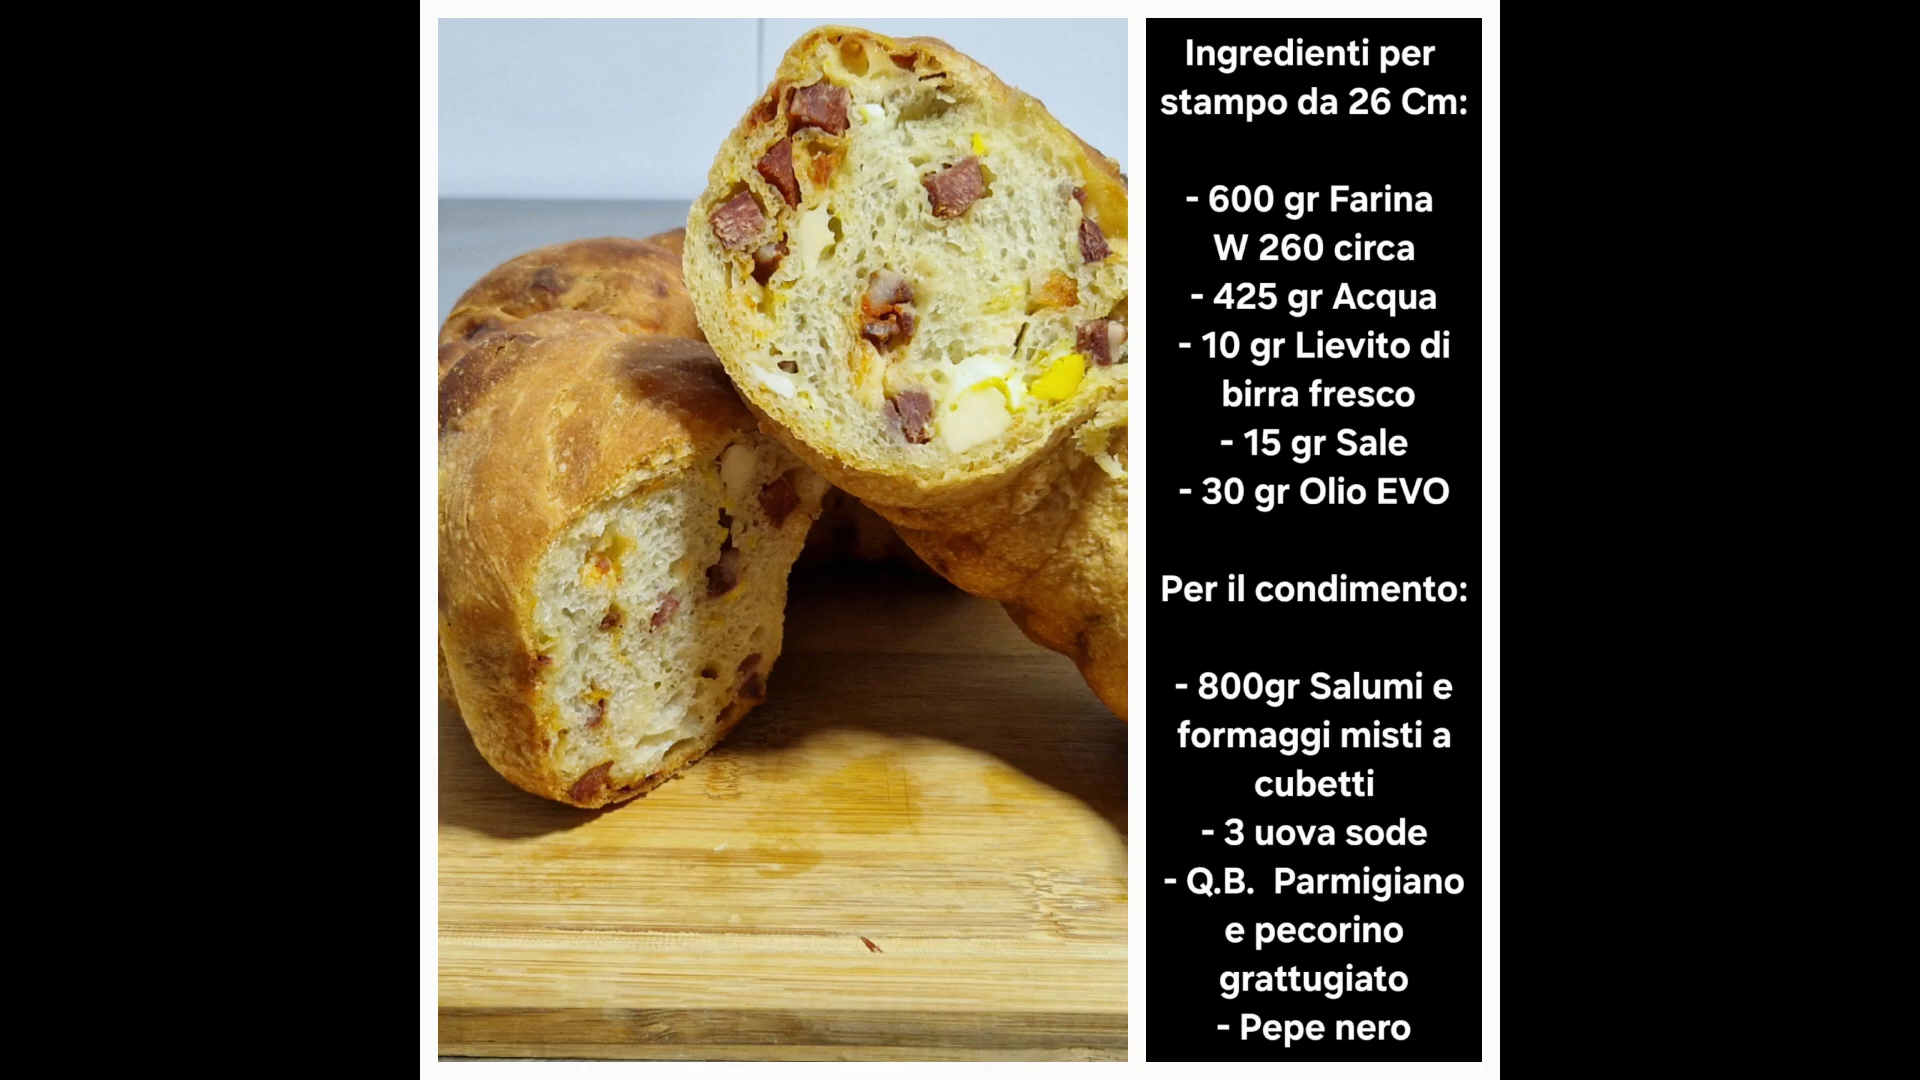 Ingredienti per
stampo da 26 Cm:
- 600 gr Farina
W 260 circa
- 425 gr Acqua
- 10 gr Lievito di
birra fresco
- 15 gr Sale
- 30 gr Olio EVO
Per il condimento:
- 800gr Salumi e
formaggi misti a
cubetti
- 3 uova sode
- Q.B.  Parmigiano
e pecorino
grattugiato
- Pepe nero